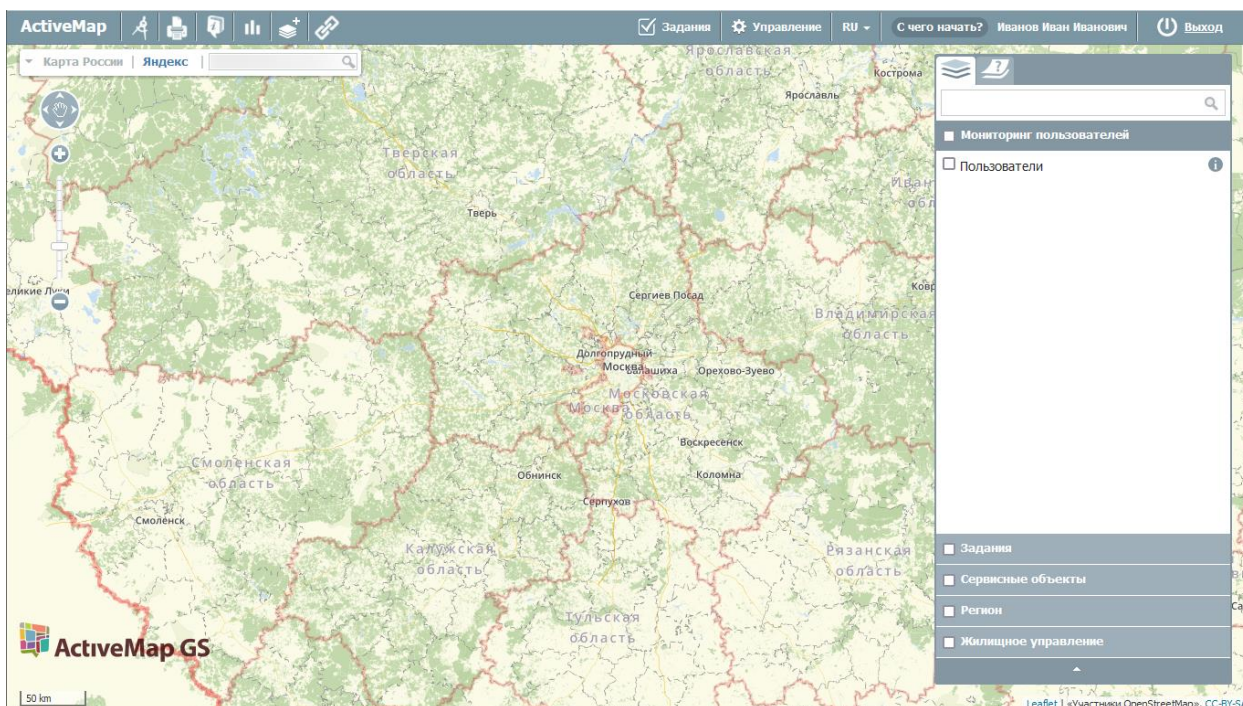 ActiveMap Задания Управление RU С чего начать? Иванов Иван Иванович Выход
Карта России | Яндекс |
Ярославская
область
Кострома
Ярославль
Мониторинг пользователей
Тверская
область
Пользователи
Тверь
Сергиев Посад
Владимирская
область
Долгопрудный
Москва
Орехово-Зуево
Московская
Москва область
Воскресенск
Смоленская
область
Обнинск
Коломна
Серпухов
Смоленск
Калужская
область
Рязанская
область
Задания
Сервисные объекты
Регион
Тульская
область
Жилищное управление
ActiveMap GS
50 km
Leaflet | «Участники OpenStreetMap», CC-BY-SA